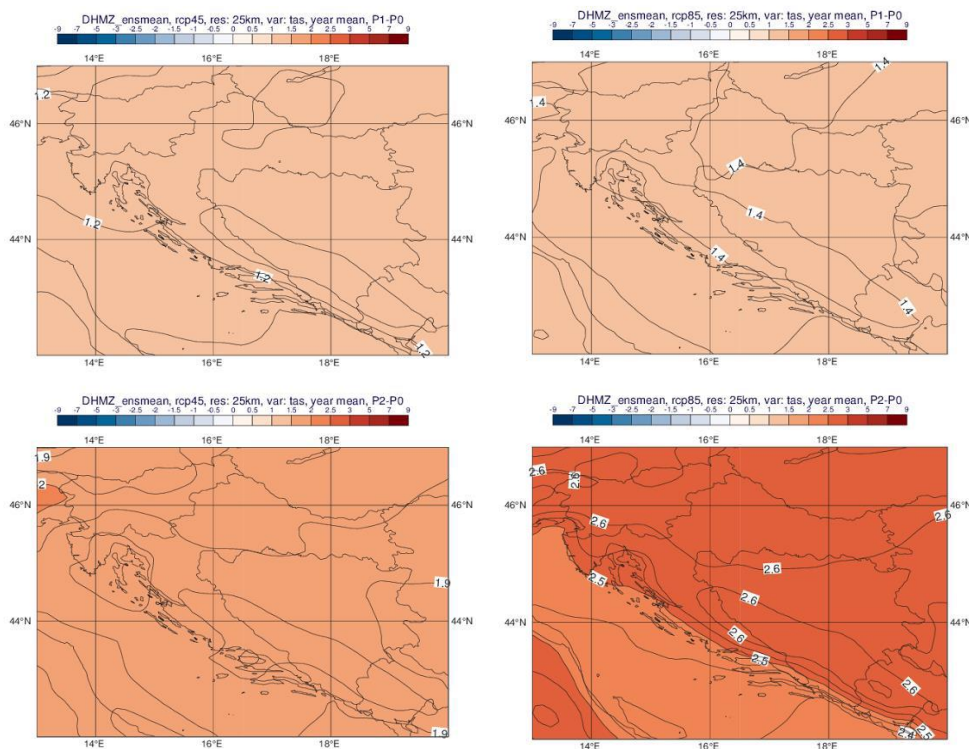 DHMZ_ensmean, rcp45, res: 25km, var: tas, year mean, P1-P0
-9 -7 -5 -3 -2.5 -2 -1.5 -1 -0.5 0 0.5 1 1.5 2 2.5 3 5 7 9
14°E 16°E 18°E
1.2
46°N 46°N
1.2
44°N 44°N
1.2
1.2
14°E 16°E 18°E
DHMZ_ensmean, rcp85, res: 25km, var: tas, year mean, P1-P0
-9 -7 -5 -3 -2.5 -2 -1.5 -1 -0.5 0 0.5 1 1.5 2 2.5 3 5 7 9
14°E 16°E 18°E
1.4
1.4
46°N 46°N
1.4
1.4
44°N 44°N
1.4
1.4
14°E 16°E 18°E
DHMZ_ensmean, rcp45, res: 25km, var: tas, year mean, P2-P0
-9 -7 -5 -3 -2.5 -2 -1.5 -1 -0.5 0 0.5 1 1.5 2 2.5 3 5 7 9
14°E 16°E 18°E
1.9
2
46°N 46°N
1.9
44°N 44°N
1.9
14°E 16°E 18°E
DHMZ_ensmean, rcp85, res: 25km, var: tas, year mean, P2-P0
-9 -7 -5 -3 -2.5 -2 -1.5 -1 -0.5 0 0.5 1 1.5 2 2.5 3 5 7 9
14°E 16°E 18°E
2.6
2.6
46°N 46°N
2.6
2.6
2.6
2.5
2.6
44°N 44°N
2.6
2.5
2.6
2.5
2.4
14°E 16°E 18°E